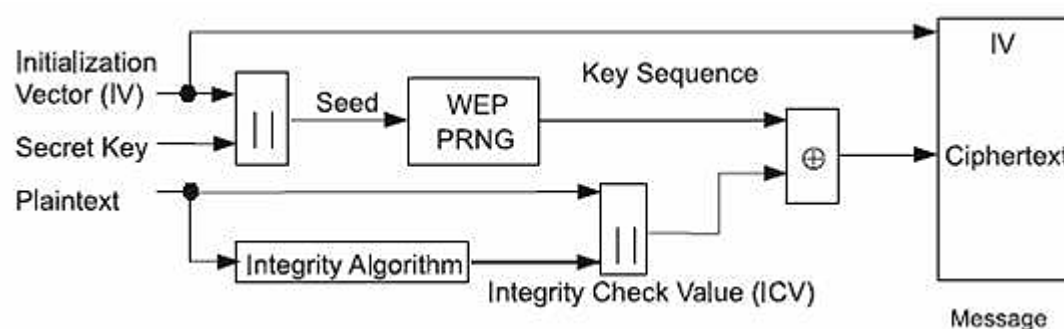 Initialization
Vector (IV)
Secret Key
Plaintext
||
Seed
WEP
PRNG
Key Sequence
Integrity Algorithm
||
Integrity Check Value (ICV)
⊕
IV
Ciphertext
Message